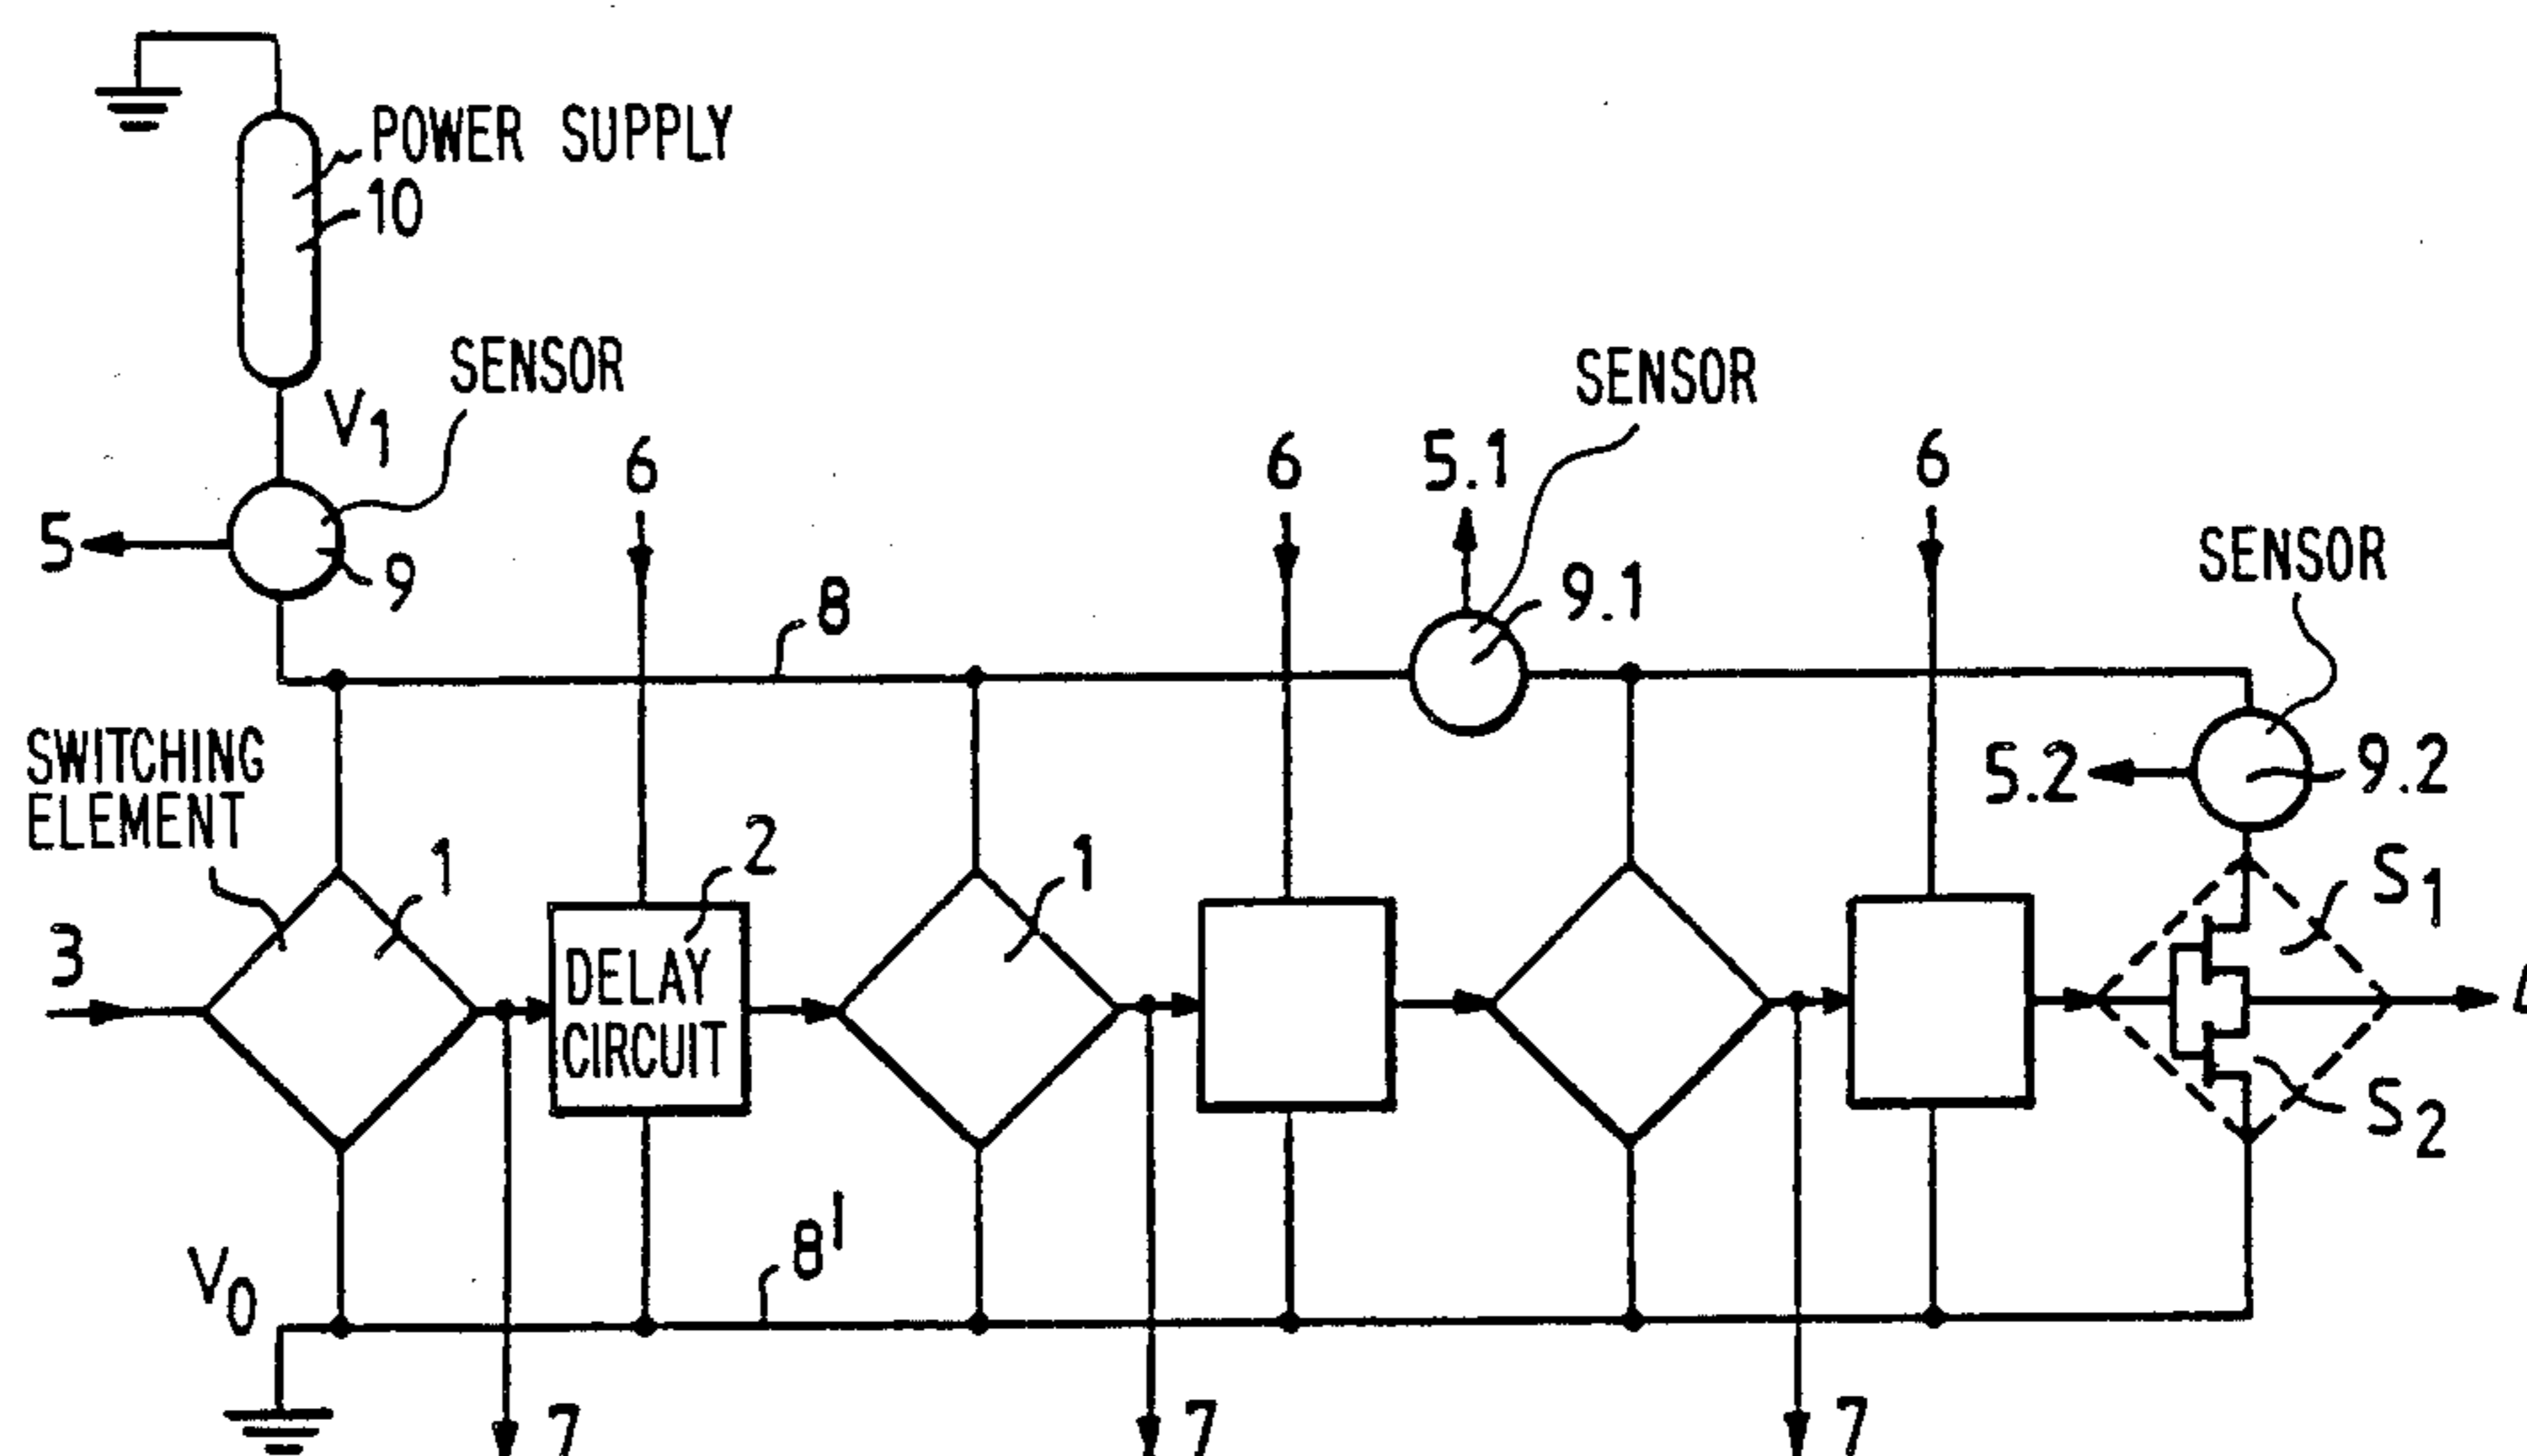 POWER SUPPLY
10
V1
SENSOR
5
9
6
8
6
5.1
SENSOR
9.1
6
SENSOR
5.2
9.2
SWITCHING
ELEMENT
1
3
2
DELAY
CIRCUIT
1
S1
S2
V0
8'
7
7
7